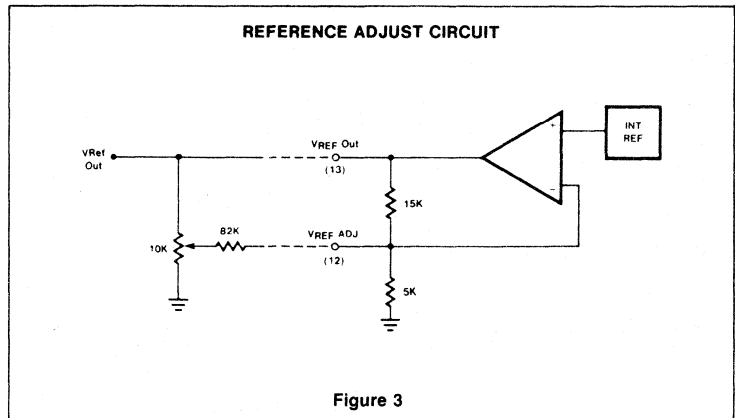 REFERENCE ADJUST CIRCUIT
VRef
Out
VREF Out
(13)
+
INT
REF
−
15K
82K
10K
VREF ADJ
(12)
5K
Figure 3